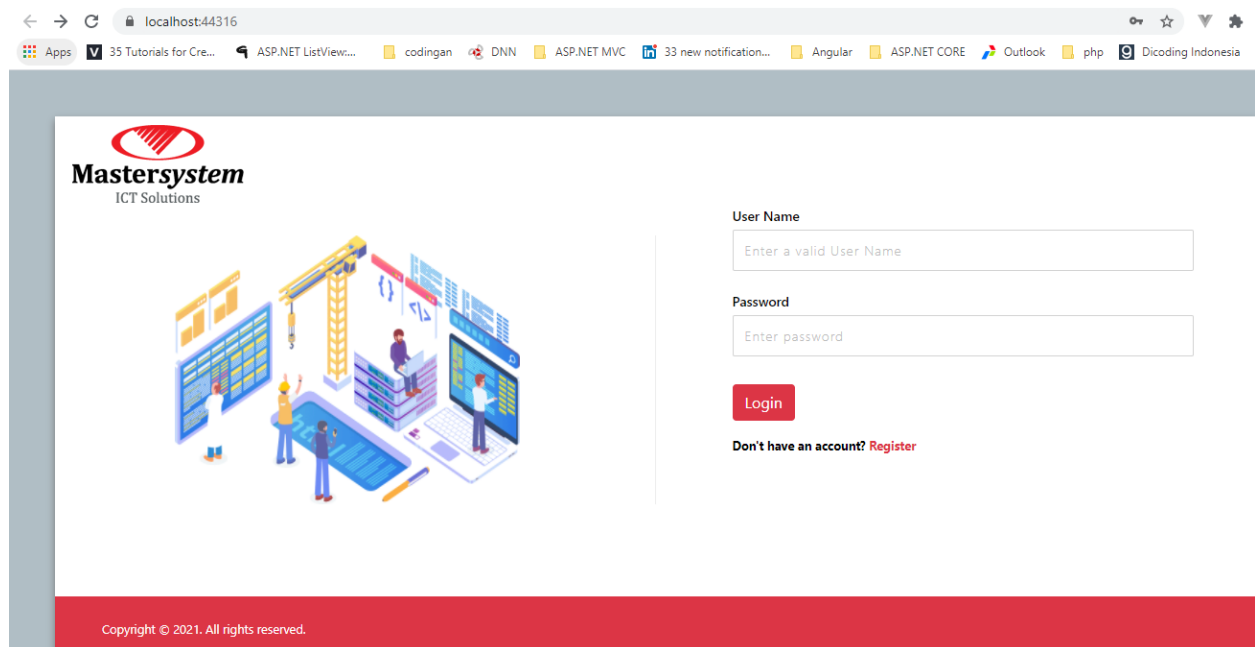 localhost:44316
Apps 35 Tutorials for Cre... ASP.NET ListView:... codingan DNN ASP.NET MVC 33 new notification... Angular ASP.NET CORE Outlook php Dicoding Indonesia
Mastersystem
ICT Solutions
User Name
Enter a valid User Name
Password
Enter password
Login
Don't have an account? Register
{}
</>
html
Copyright © 2021. All rights reserved.